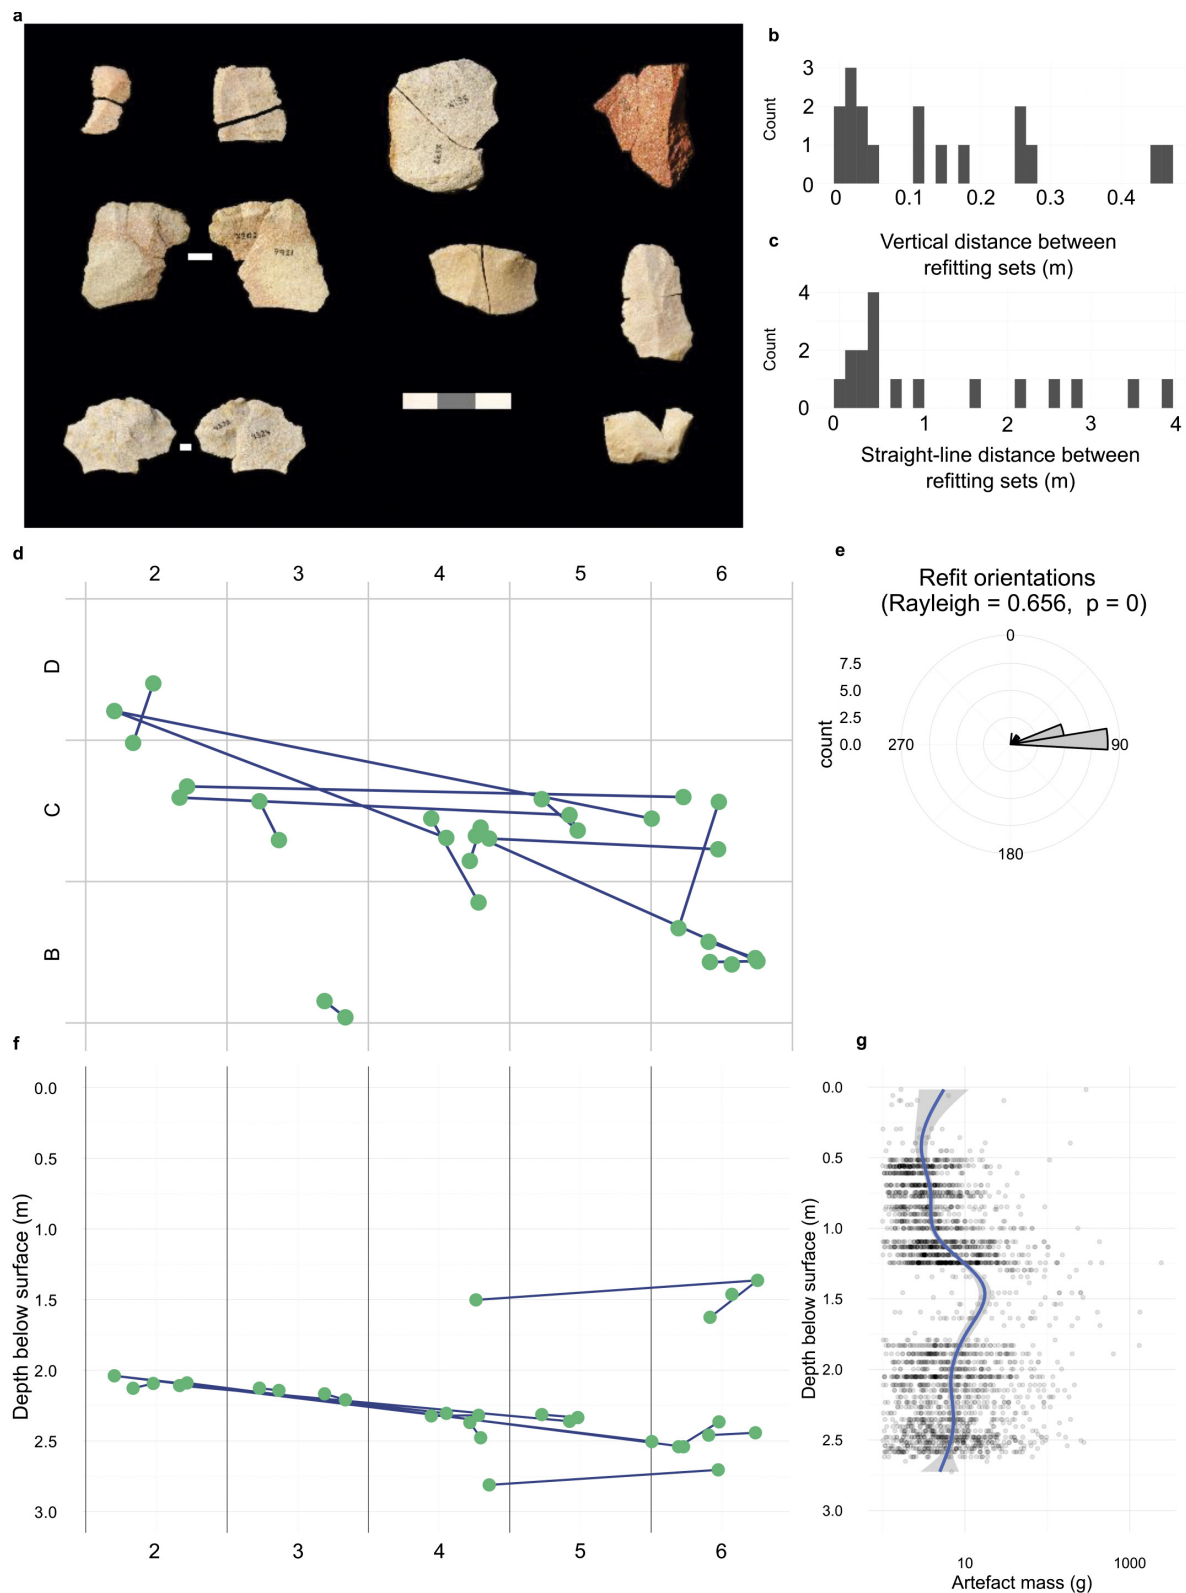 a
b
3
2
1
0
Count
0
0.1
0.2
0.3
0.4
Vertical distance between
refitting sets (m)
c
4
2
0
Count
0
1
2
3
4
Straight-line distance between
refitting sets (m)
d
2
3
4
5
6
D
C
B
e
Refit orientations
(Rayleigh = 0.656, p = 0)
0
7.5
5.0
2.5
0.0
count
270
90
180
f
0.0
0.5
1.0
1.5
2.0
2.5
3.0
Depth below surface (m)
2
3
4
5
6
g
0.0
0.5
1.0
1.5
2.0
2.5
3.0
Depth below surface (m)
10
1000
Artefact mass (g)